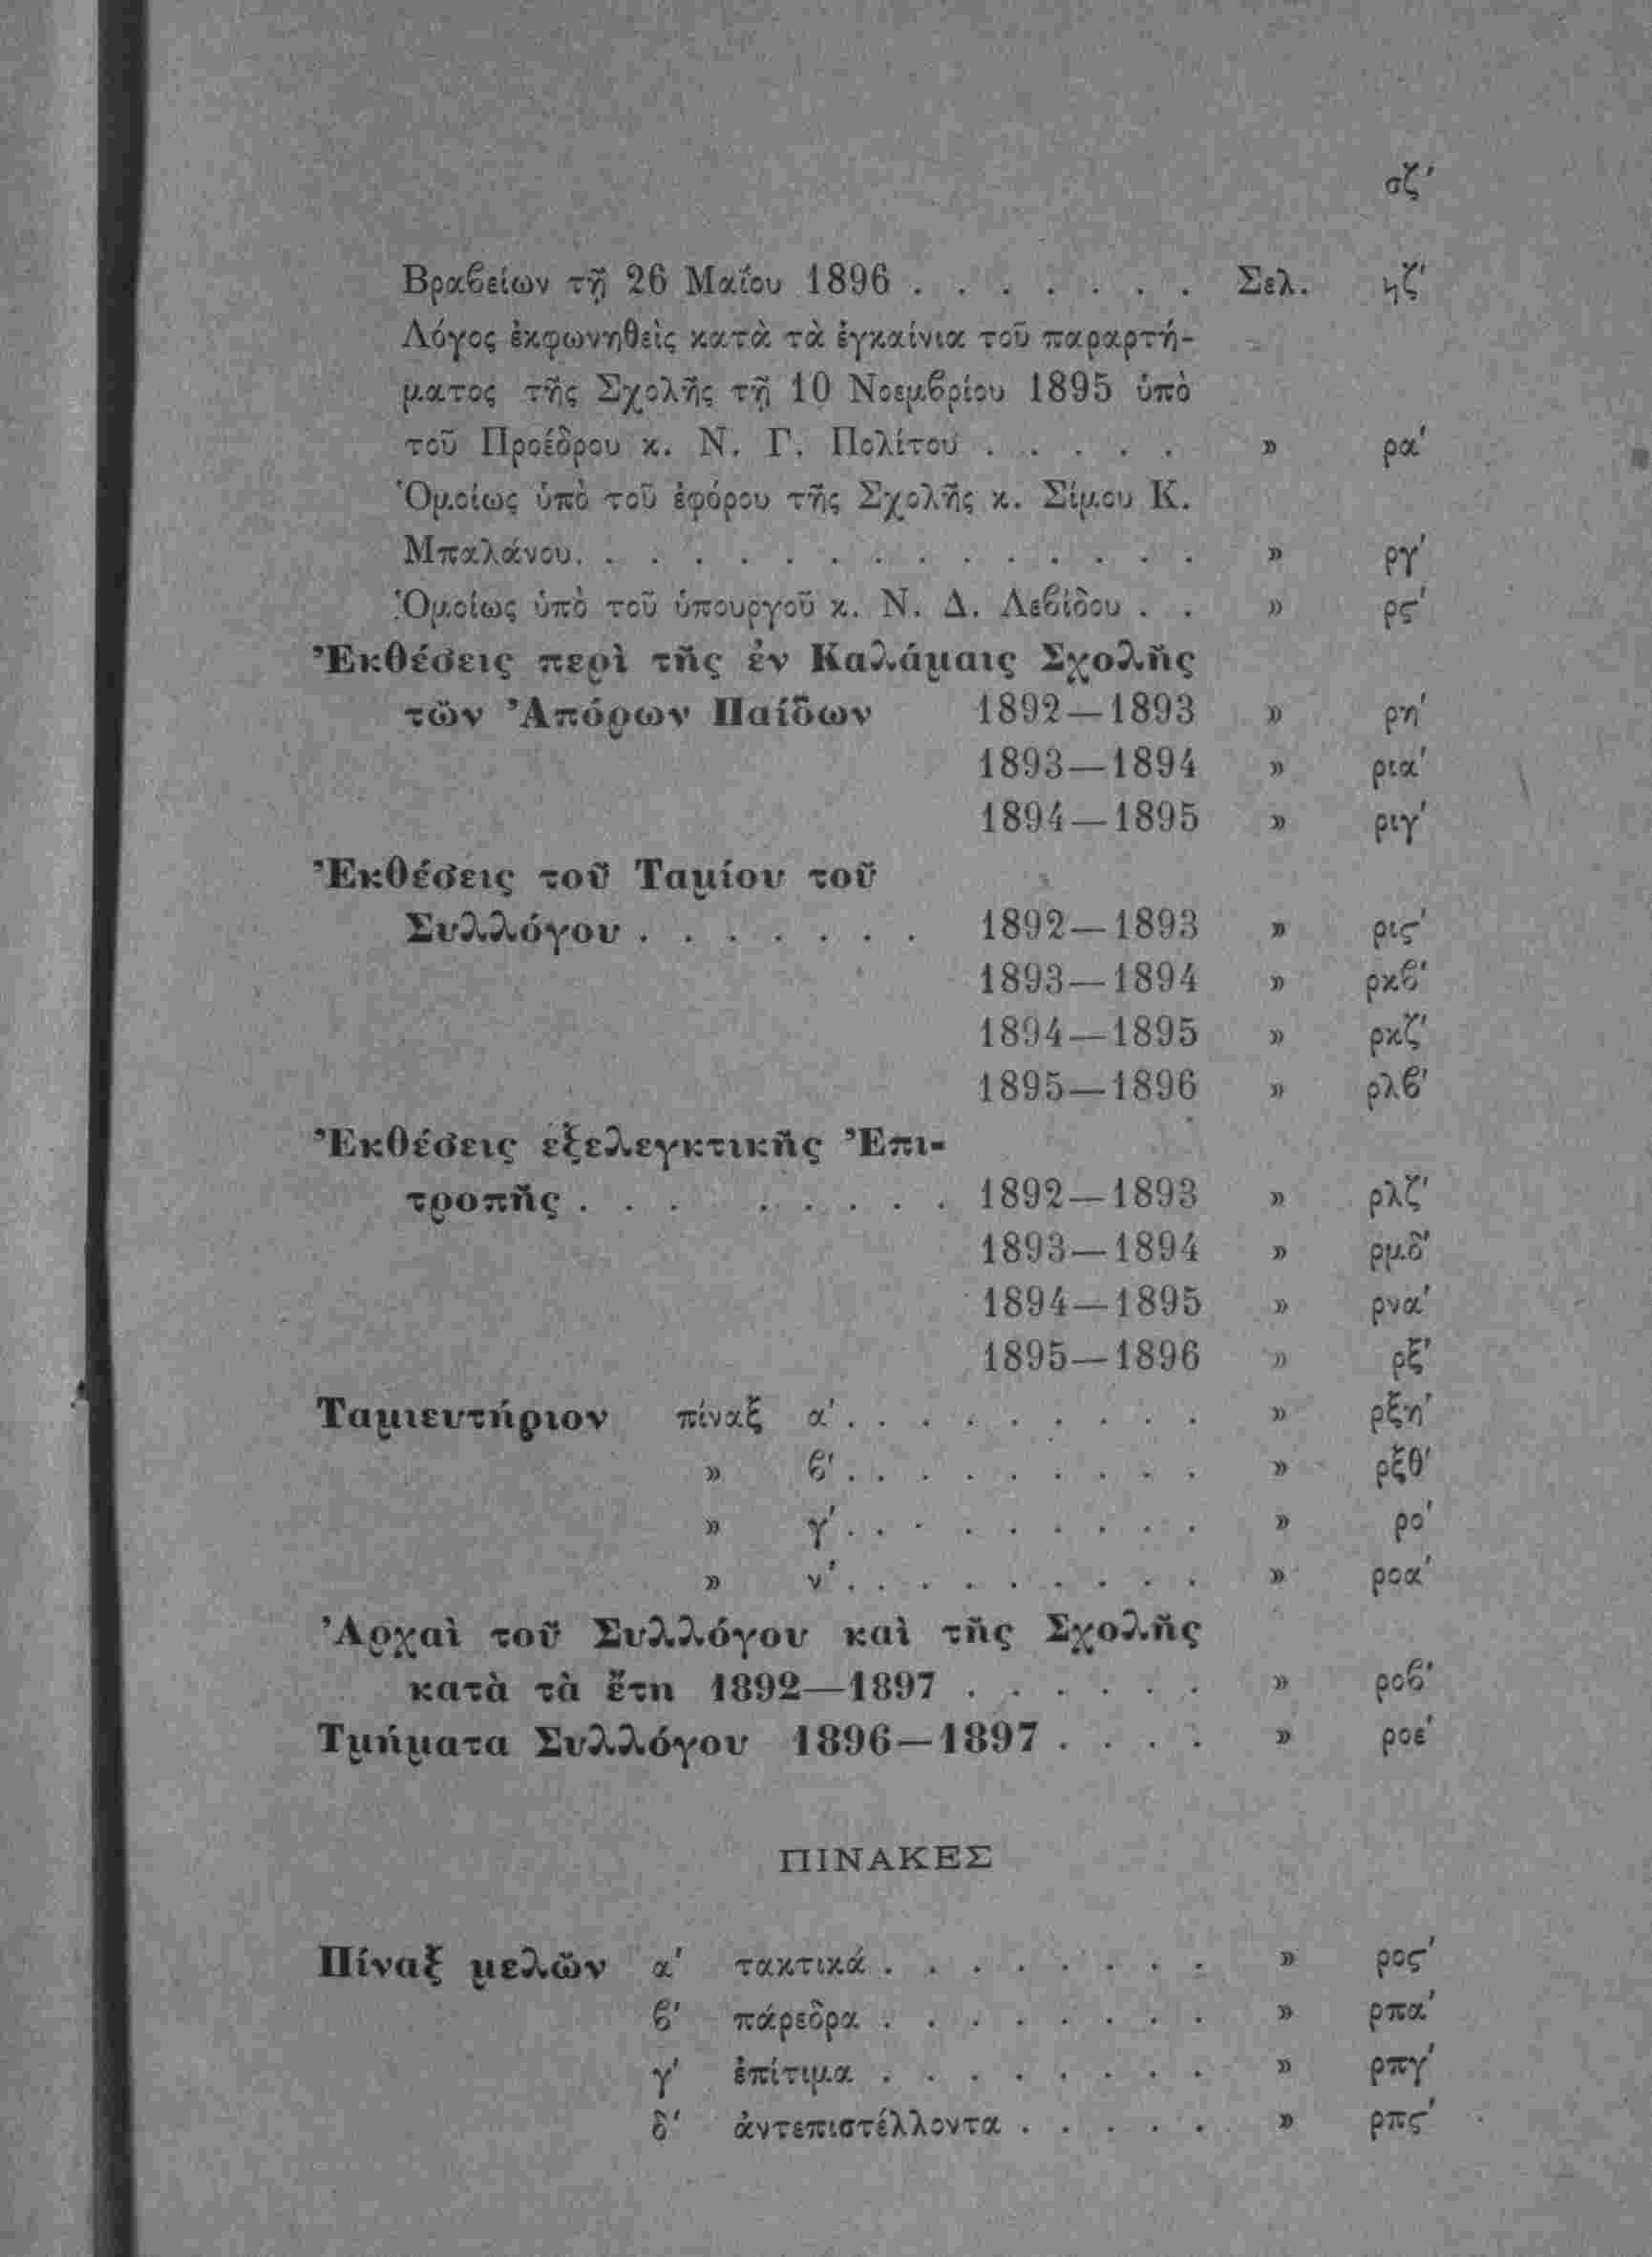 σζ′
Βραϐείων τῇ 26 Μαΐου 1896 . . . . . . . Σελ. ϟζ′
Λόγος ἐκφωνηθεὶς κατὰ τὰ ἐγκαίνια τοῦ παραρτή-
ματος τῆς Σχολῆς τῇ 10 Νοεμϐρίου 1895 ὑπὸ
τοῦ Προέδρου κ. Ν. Γ. Πολίτου . . . . . » ρα′
Ὁμοίως ὑπὸ τοῦ ἐφόρου τῆς Σχολῆς κ. Σίμου Κ.
Μπαλάνου. . . . . . . . . . . . . . . » ργ′
Ὁμοίως ὑπὸ τοῦ ὑπουργοῦ κ. Ν. Δ. Λεϐίδου . . » ρϛ′
Ἐκθέσεις περὶ τῆς ἐν Καλάμαις Σχολῆς
τῶν Ἀπόρων Παίδων 1892—1893 » ρη′
1893—1894 » ρια′
1894—1895 » ριγ′
Ἐκθέσεις τοῦ Ταμίου τοῦ
Συλλόγου . . . . . . . 1892—1893 » ριϛ′
1893—1894 » ρκϐ′
1894—1895 » ρκζ′
1895—1896 » ρλϐ′
Ἐκθέσεις ἐξελεγκτικῆς Ἐπι-
τροπῆς . . . . . . . . 1892—1893 » ρλζ′
1893—1894 » ρμδ′
1894—1895 » ρνα′
1895—1896 » ρξ′
Ταμιευτήριον πίναξ α′. . . . . . . . . » ρξη′
» ϐ′. . . . . . . . . » ρξθ′
» γ′. . . . . . . . . » ρο′
» ν′. . . . . . . . . » ροα′
Ἀρχαὶ τοῦ Συλλόγου καὶ τῆς Σχολῆς
κατὰ τὰ ἔτη 1892—1897 . . . . . . » ροϐ′
Τμήματα Συλλόγου 1896—1897 . . . . » ροε′
ΠΙΝΑΚΕΣ
Πίναξ μελῶν α′ τακτικά . . . . . . . . » ροϛ′
ϐ′ πάρεδρα . . . . . . . . » ρπα′
γ′ ἐπίτιμα . . . . . . . . » ρπγ′
δ′ ἀντεπιστέλλοντα . . . . . » ρπϛ′